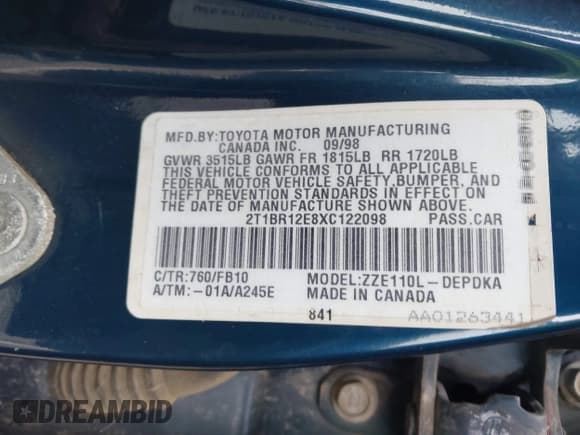 MFD.BY:TOYOTA MOTOR MANUFACTURING
CANADA INC. 09/98
GVWR 3515LB GAWR FR 1815LB RR 1720LB
THIS VEHICLE CONFORMS TO ALL APPLICABLE
FEDERAL MOTOR VEHICLE SAFETY,BUMPER, AND
THEFT PREVENTION STANDARDS IN EFFECT ON
THE DATE OF MANUFACTURE SHOWN ABOVE.
2T1BR12E8XC122098 PASS.CAR
C/TR:760/FB10 MODEL:ZZE110L-DEPDKA
A/TM:-01A/A245E MADE IN CANADA
841 AA01263441
DREAMBID